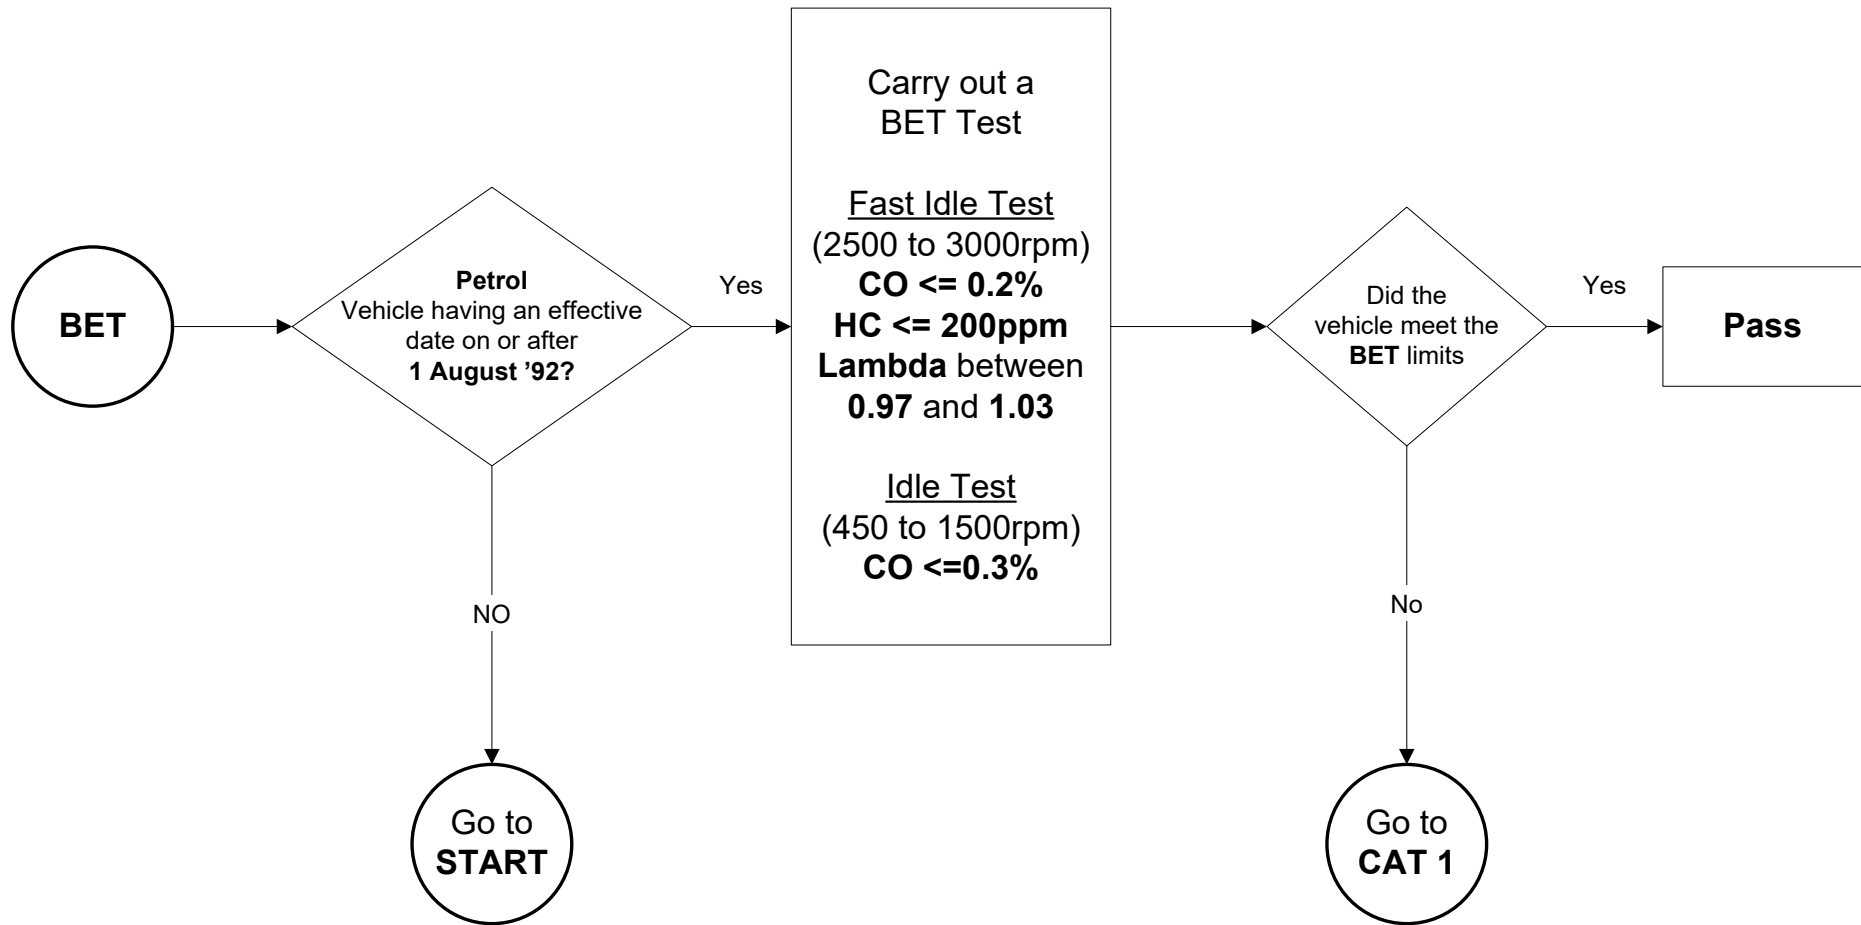 BET
Petrol
Vehicle having an effective
date on or after
1 August ’92?
Yes
NO
Go to
START
Carry out a
BET Test
Fast Idle Test
(2500 to 3000rpm)
CO <= 0.2%
HC <= 200ppm
Lambda between
0.97 and 1.03
Idle Test
(450 to 1500rpm)
CO <=0.3%
Did the
vehicle meet the
BET limits
Yes
Pass
No
Go to
CAT 1